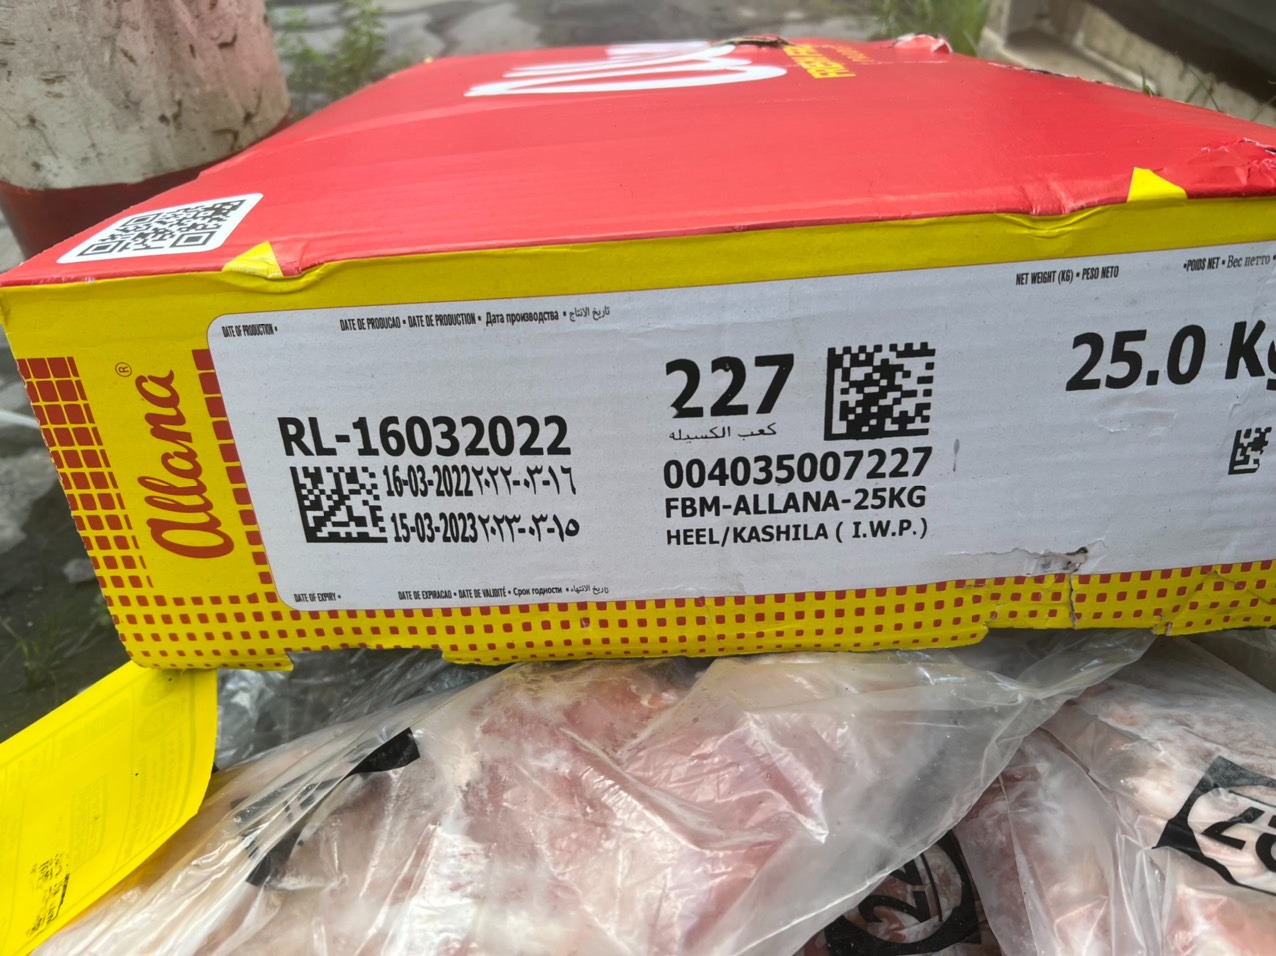 Allana®
DATE OF PRODUCTION •
DATE DE PRODUCAO • DATE DE PRODUCTION • Дата производства • تاريخ الانتاج
NET WEIGHT (KG) • PESO NETO
•POIDS NET • Вес нетто •
227
25.0 Kg
كعب الكسيله
RL-16032022
004035007227
16-03-2022 ٢٠٢٢-٠٣-١٦
FBM-ALLANA-25KG
15-03-2023 ٢٠٢٣-٠٣-١٥
HEEL/KASHILA ( I.W.P.)
DATE OF EXPIRY •
DATE DE EXPIRACAO • DATE DE VALIDITÉ • Срок годности • تاريخ الانتهاء